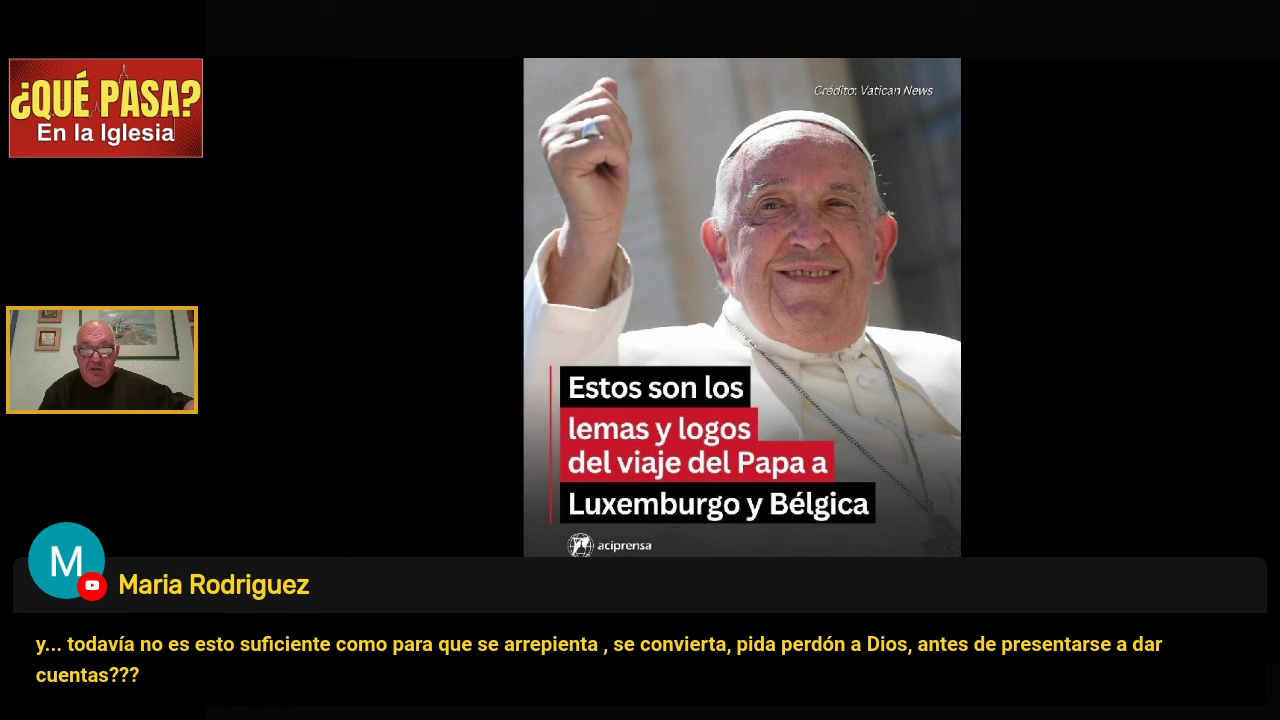 ¿QUÉ PASA?
En la Iglesia
Crédito: Vatican News
Estos son los
lemas y logos
del viaje del Papa a
Luxemburgo y Bélgica
aciprensa
M
Maria Rodriguez
y... todavía no es esto suficiente como para que se arrepienta , se convierta, pida perdón a Dios, antes de presentarse a dar
cuentas???